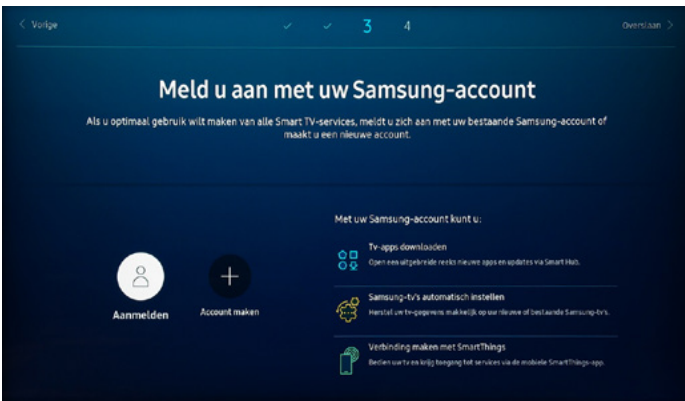 Vorige
3
4
Overslaan
Meld u aan met uw Samsung-account
Als u optimaal gebruik wilt maken van alle Smart TV-services, meldt u zich aan met uw bestaande Samsung-account of
maakt u een nieuwe account.
Met uw Samsung-account kunt u:
Tv-apps downloaden
Open een uitgebreide reeks nieuwe apps en updates via Smart Hub.
Aanmelden
Account maken
Samsung-tv's automatisch instellen
Herstel uw tv-gegevens makkelijk op uw nieuwe of bestaande Samsung-tv's.
Verbinding maken met SmartThings
Bedien uw tv en krijg toegang tot services via de mobiele SmartThings-app.